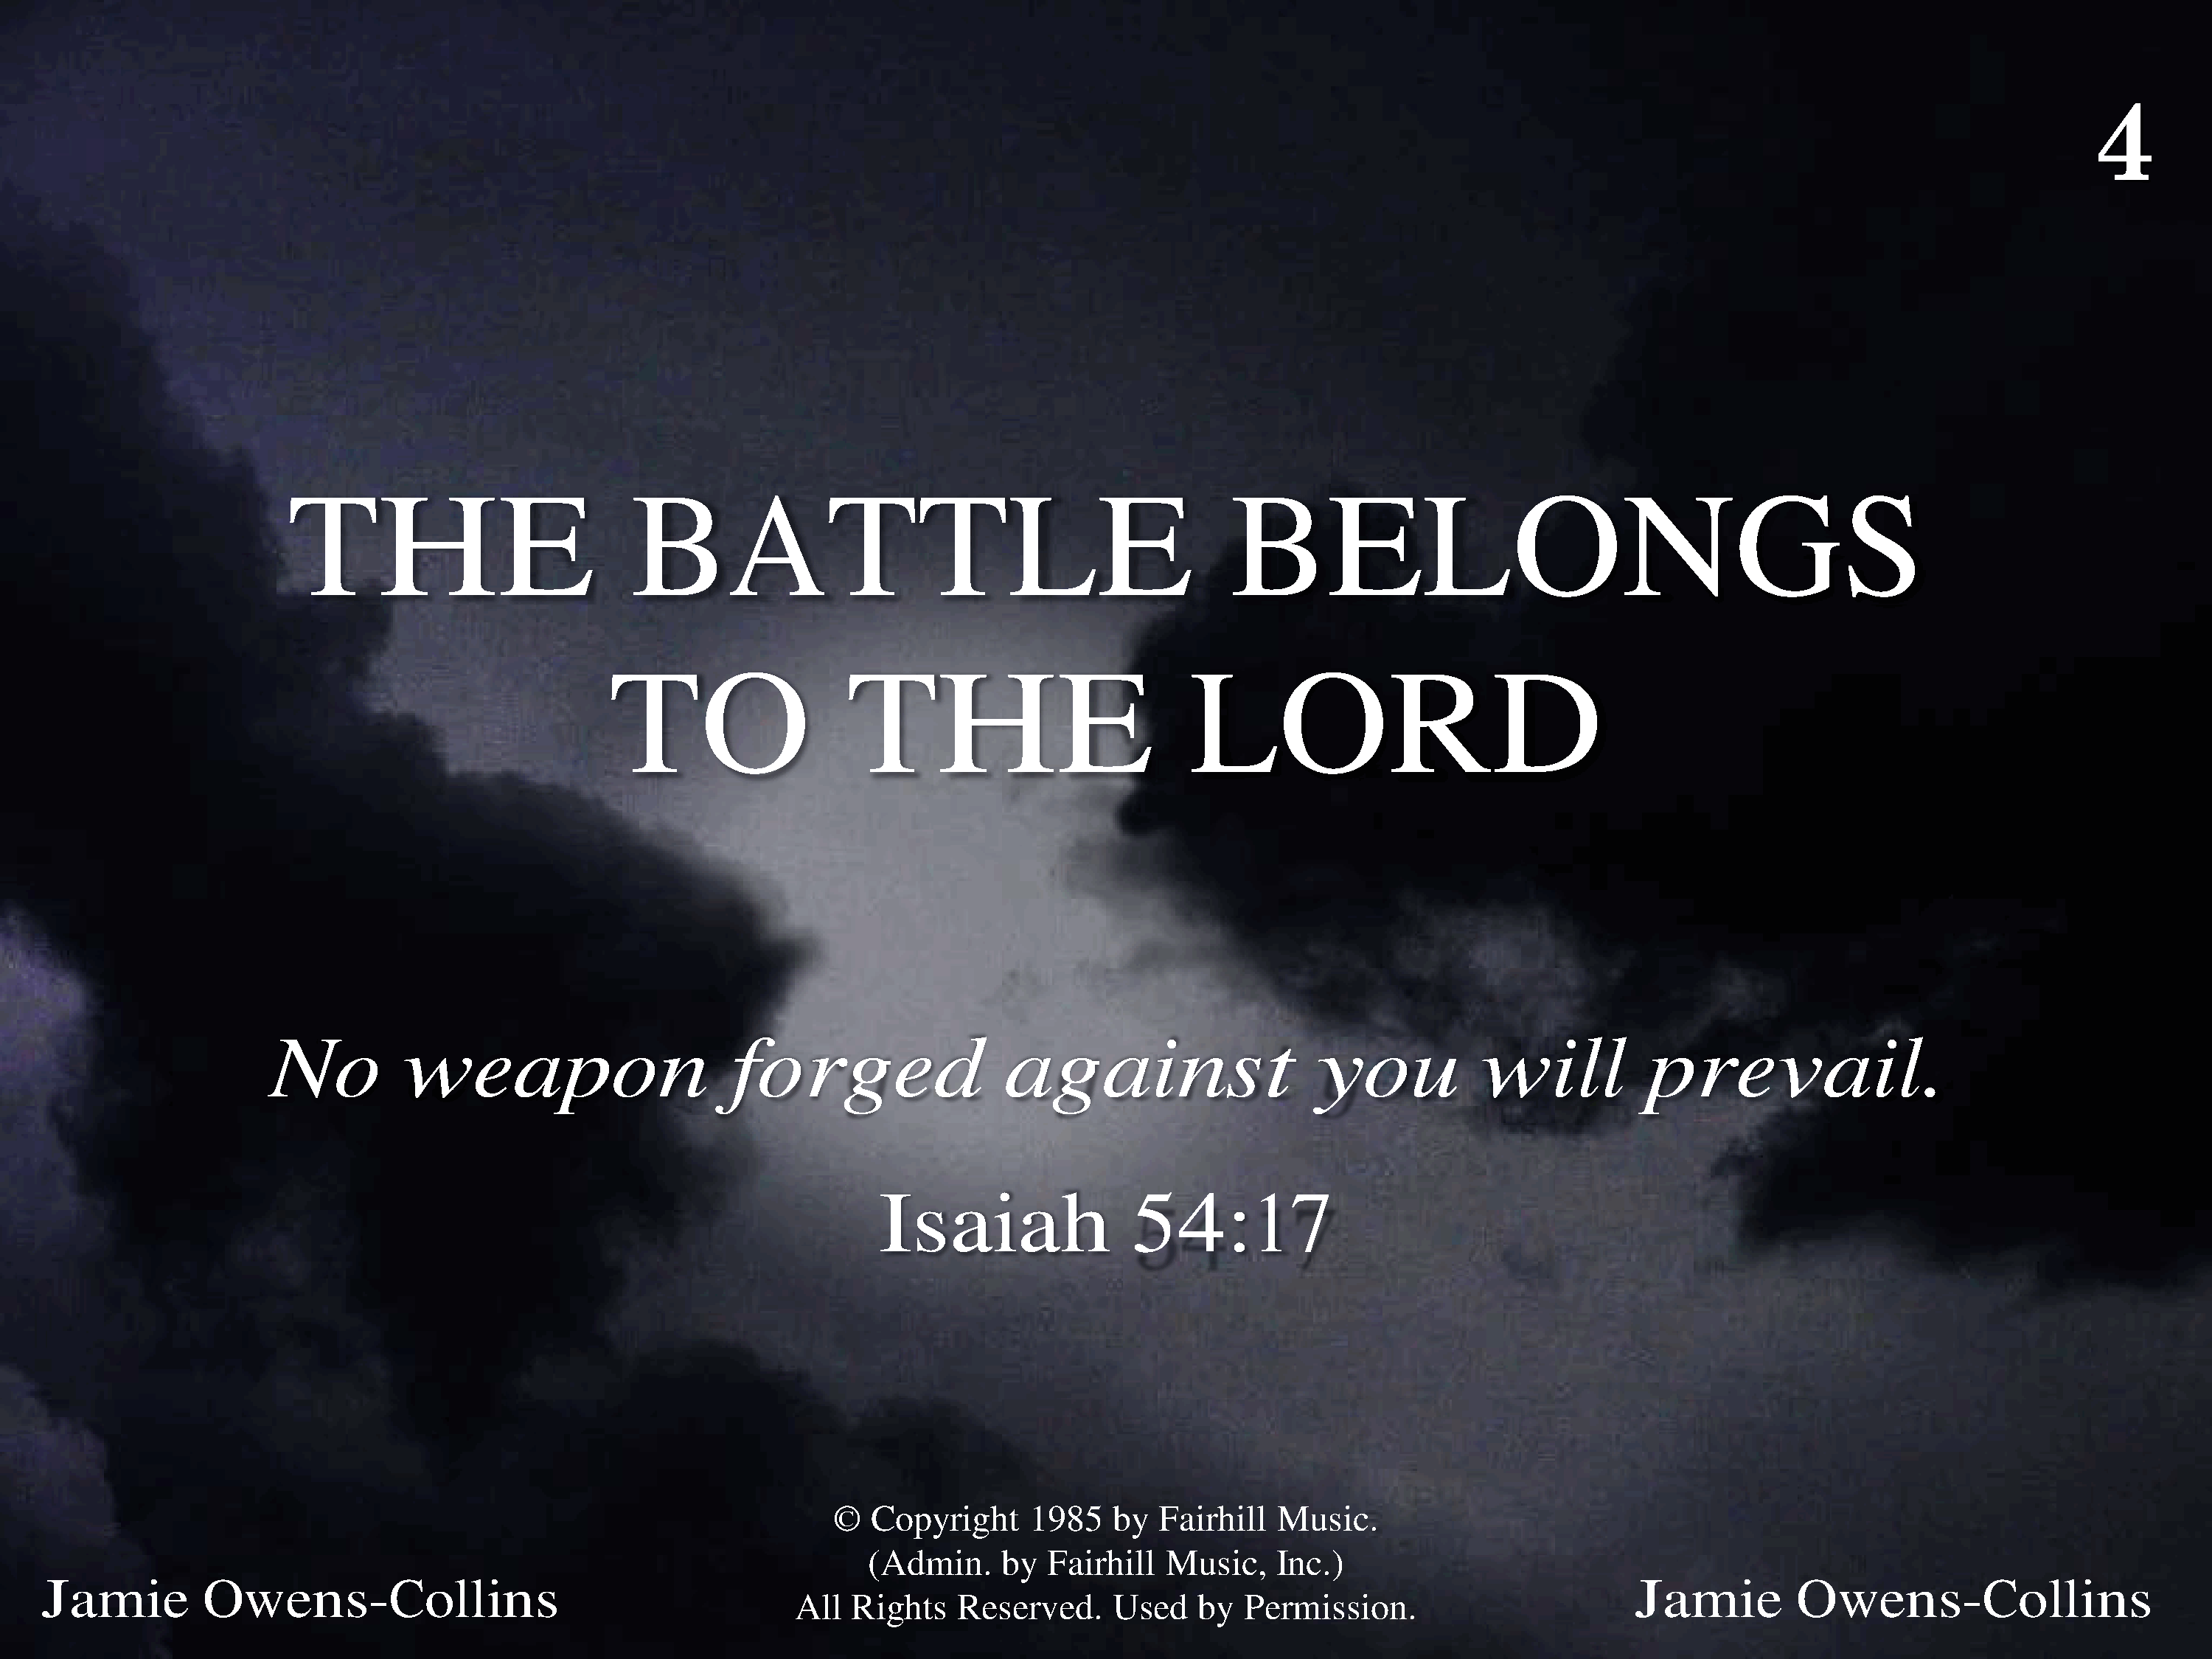 4
THE BATTLE BELONGS
TO THE LORD
No weapon forged against you will prevail.
Isaiah 54:17
© Copyright 1985 by Fairhill Music.
(Admin. by Fairhill Music, Inc.)
All Rights Reserved. Used by Permission.
Jamie Owens-Collins
Jamie Owens-Collins